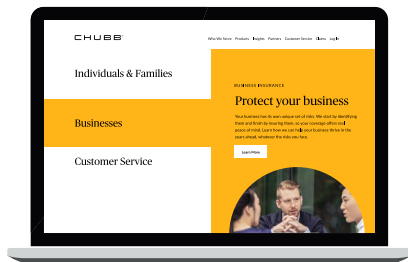 CHUBB®
Who We Serve Products Insights Partners Customer Service Claims Log In
Individuals & Families
Businesses
Customer Service
BUSINESS INSURANCE
Protect your business
Your business has its own unique set of risks. We start by identifying
them and finish by insuring them, so your coverage offers real
peace of mind. Learn how we can help your business thrive in the
years ahead, whatever the risks you face.
Learn More